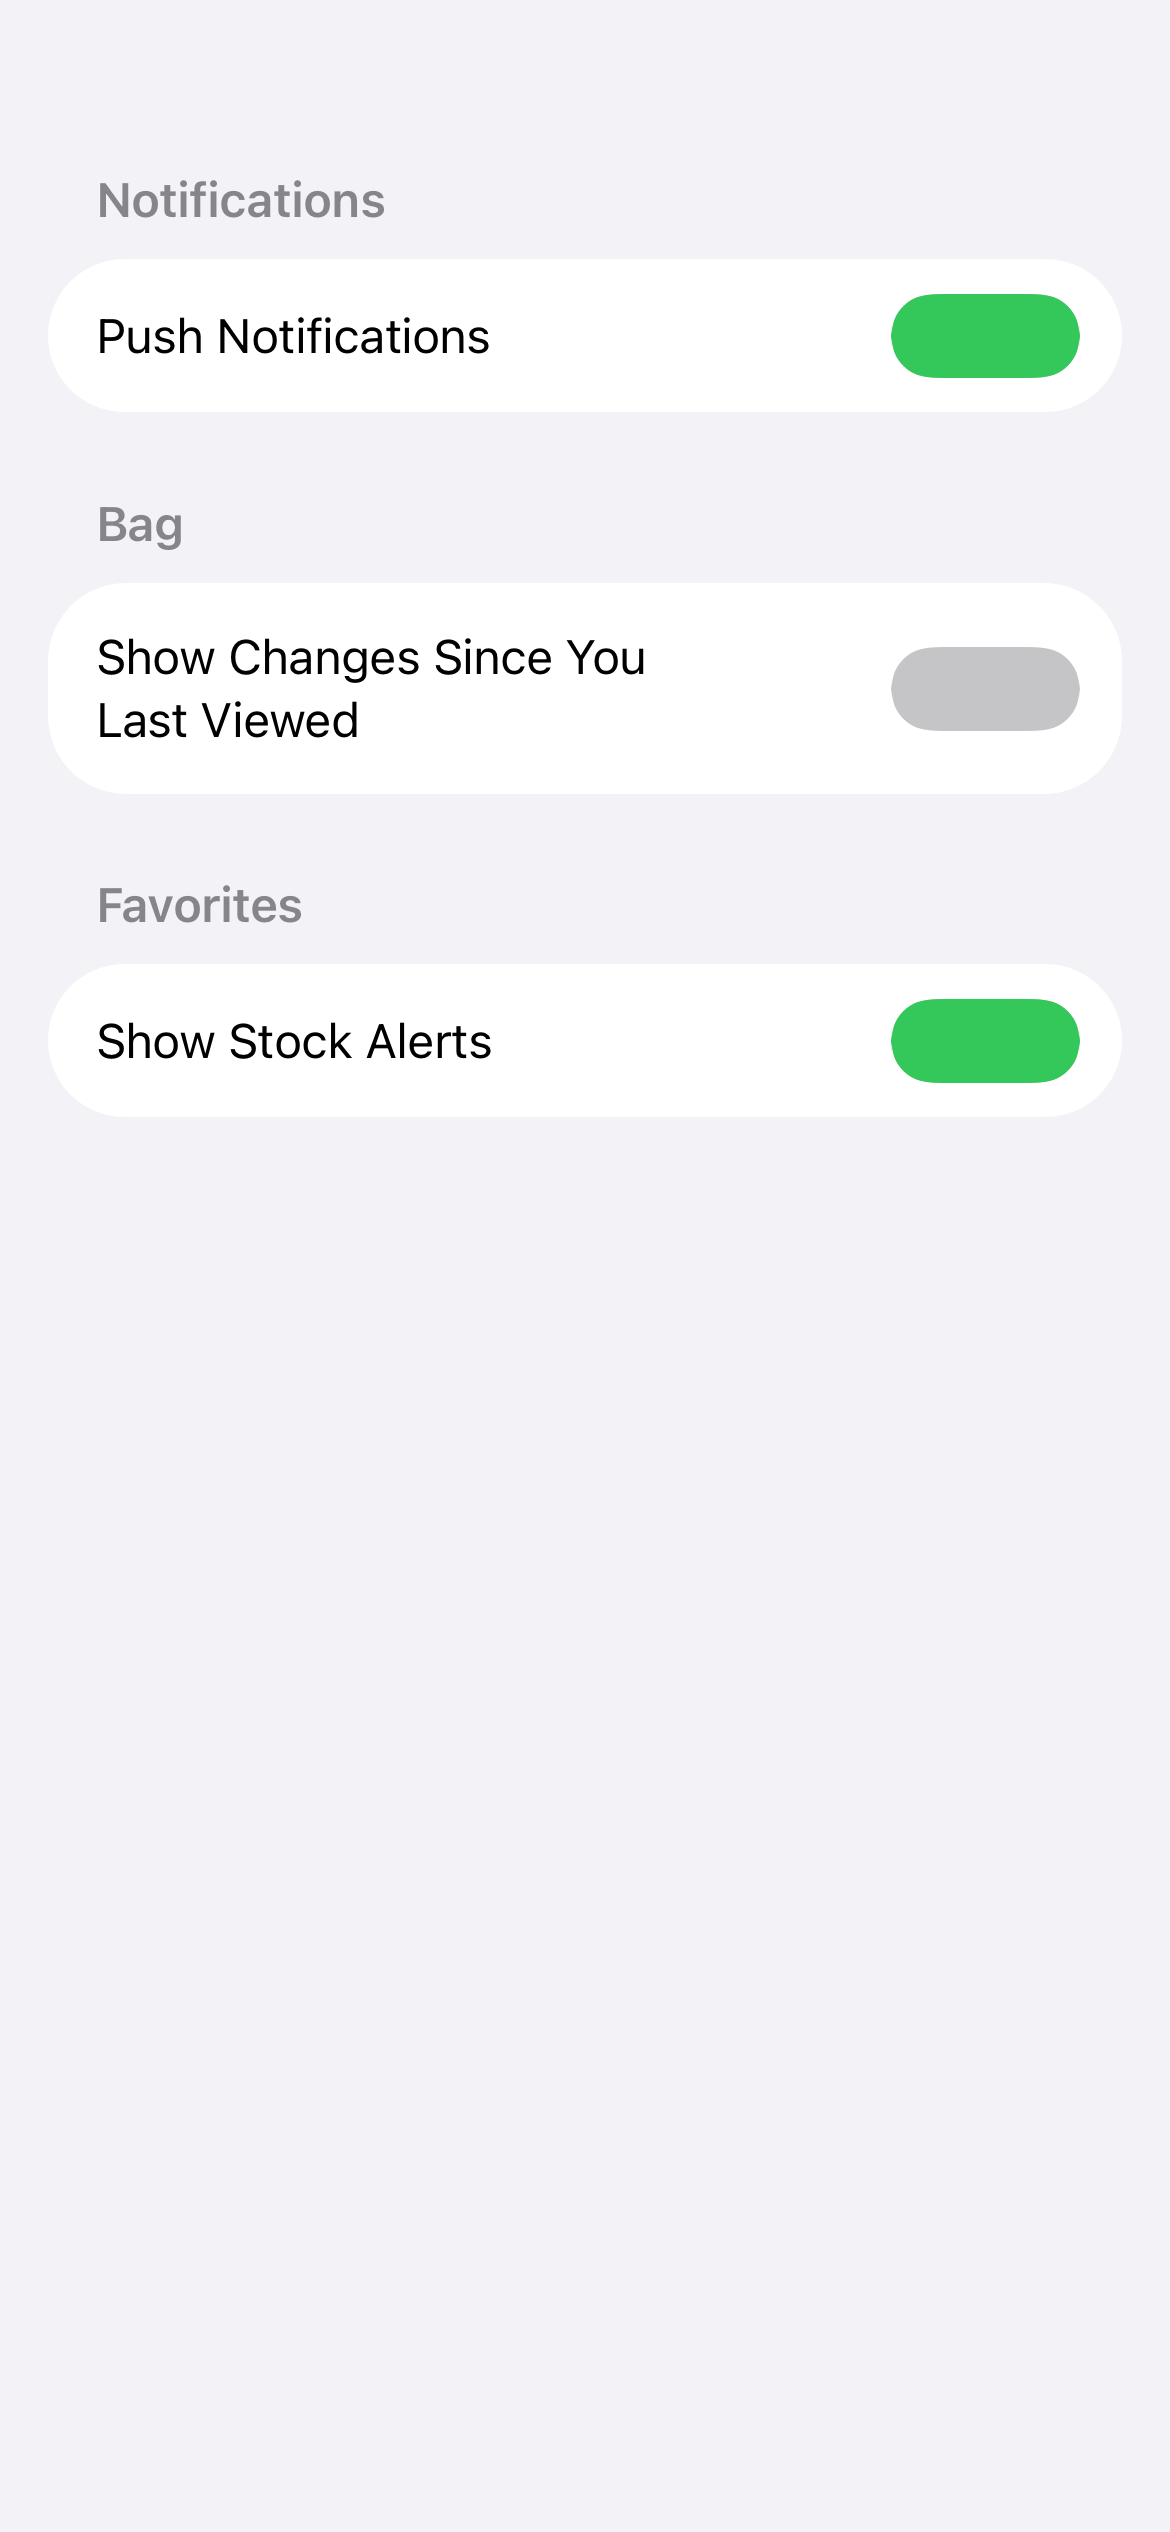 Notifications
Push Notifications
Bag
Show Changes Since You
Last Viewed
Favorites
Show Stock Alerts